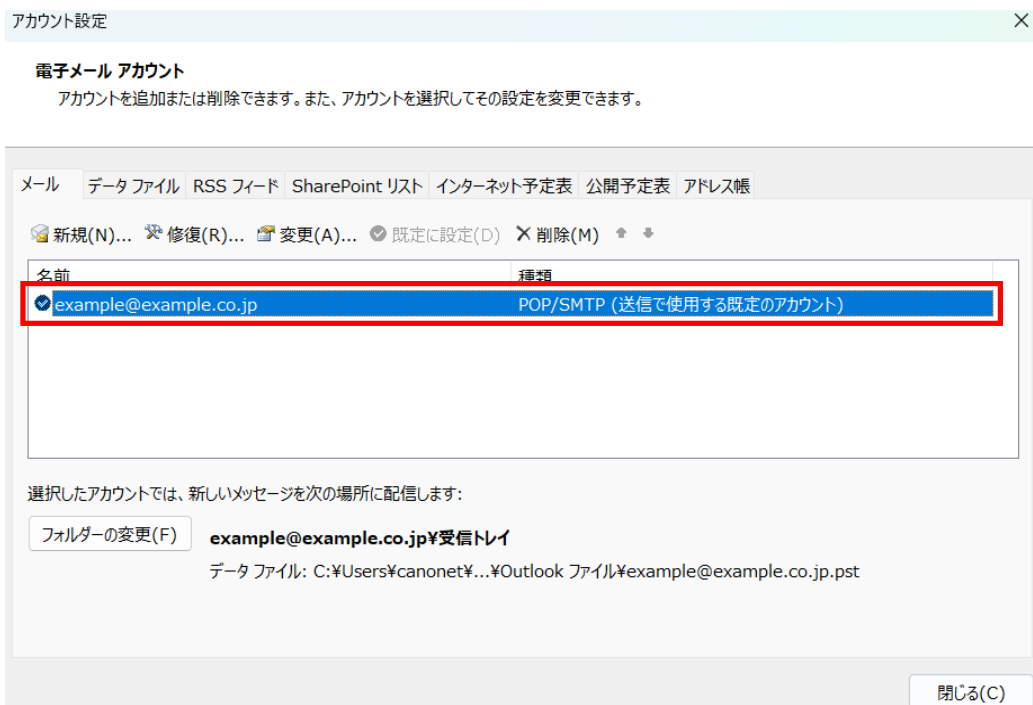 アカウント設定
電子メール アカウント
アカウントを追加または削除できます。また、アカウントを選択してその設定を変更できます。
メール データ ファイル RSS フィード SharePoint リスト インターネット予定表 公開予定表 アドレス帳
新規(N)... 修復(R)... 変更(A)... 既定に設定(D) 削除(M)
名前 種類
example@example.co.jp POP/SMTP (送信で使用する既定のアカウント)
選択したアカウントでは、新しいメッセージを次の場所に配信します:
フォルダーの変更(F) example@example.co.jp¥受信トレイ
データ ファイル: C:¥Users¥canonet¥...¥Outlook ファイル¥example@example.co.jp.pst
閉じる(C)